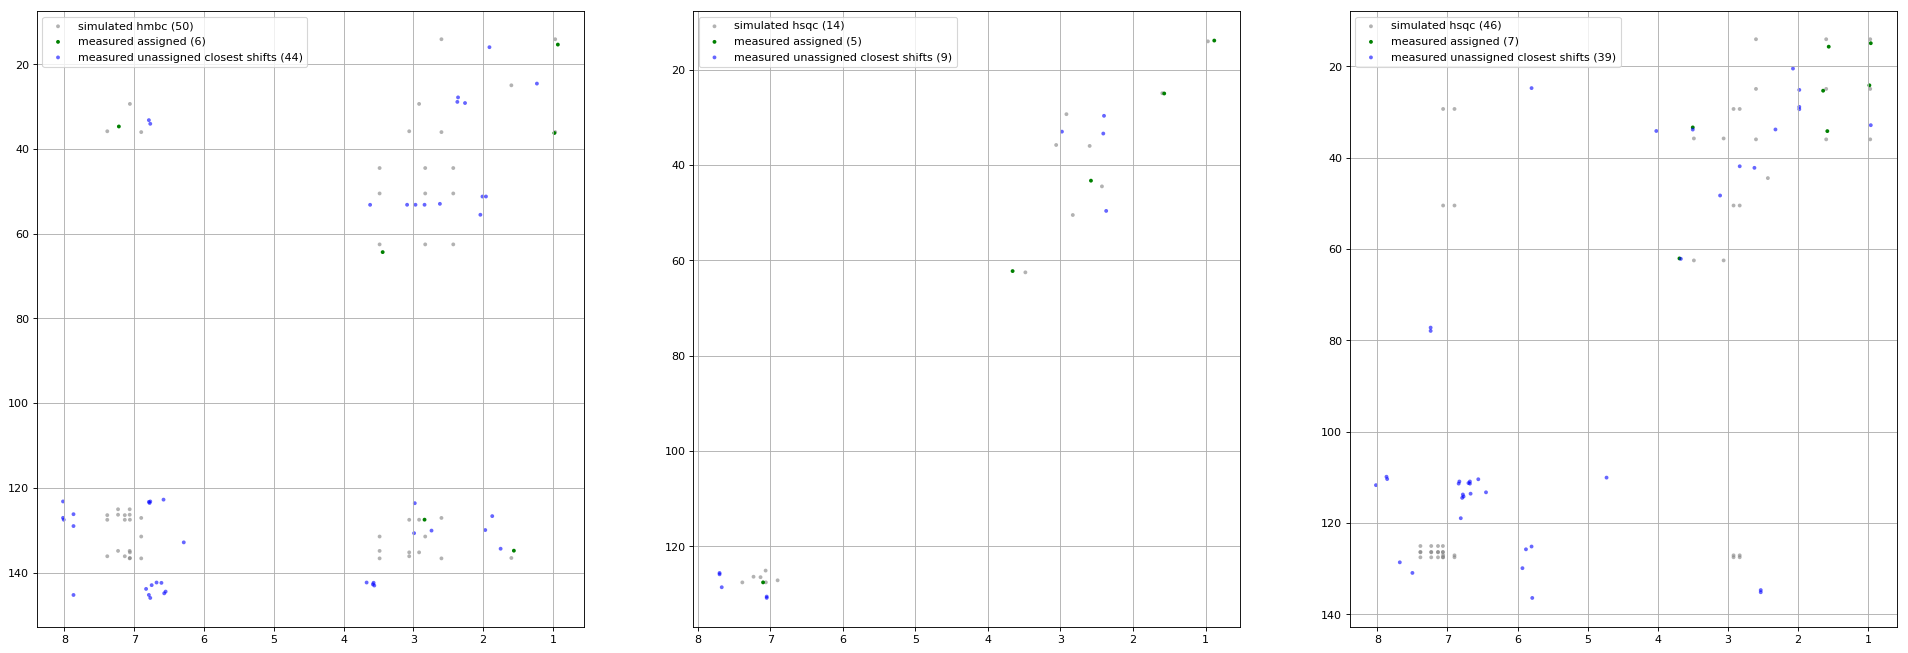 simulated hmbc (50)
measured assigned (6)
measured unassigned closest shifts (44)
20
40
60
80
100
120
140
8 7 6 5 4 3 2 1
simulated hsqc (14)
measured assigned (5)
measured unassigned closest shifts (9)
20
40
60
80
100
120
8 7 6 5 4 3 2 1
simulated hsqc (46)
measured assigned (7)
measured unassigned closest shifts (39)
20
40
60
80
100
120
140
8 7 6 5 4 3 2 1